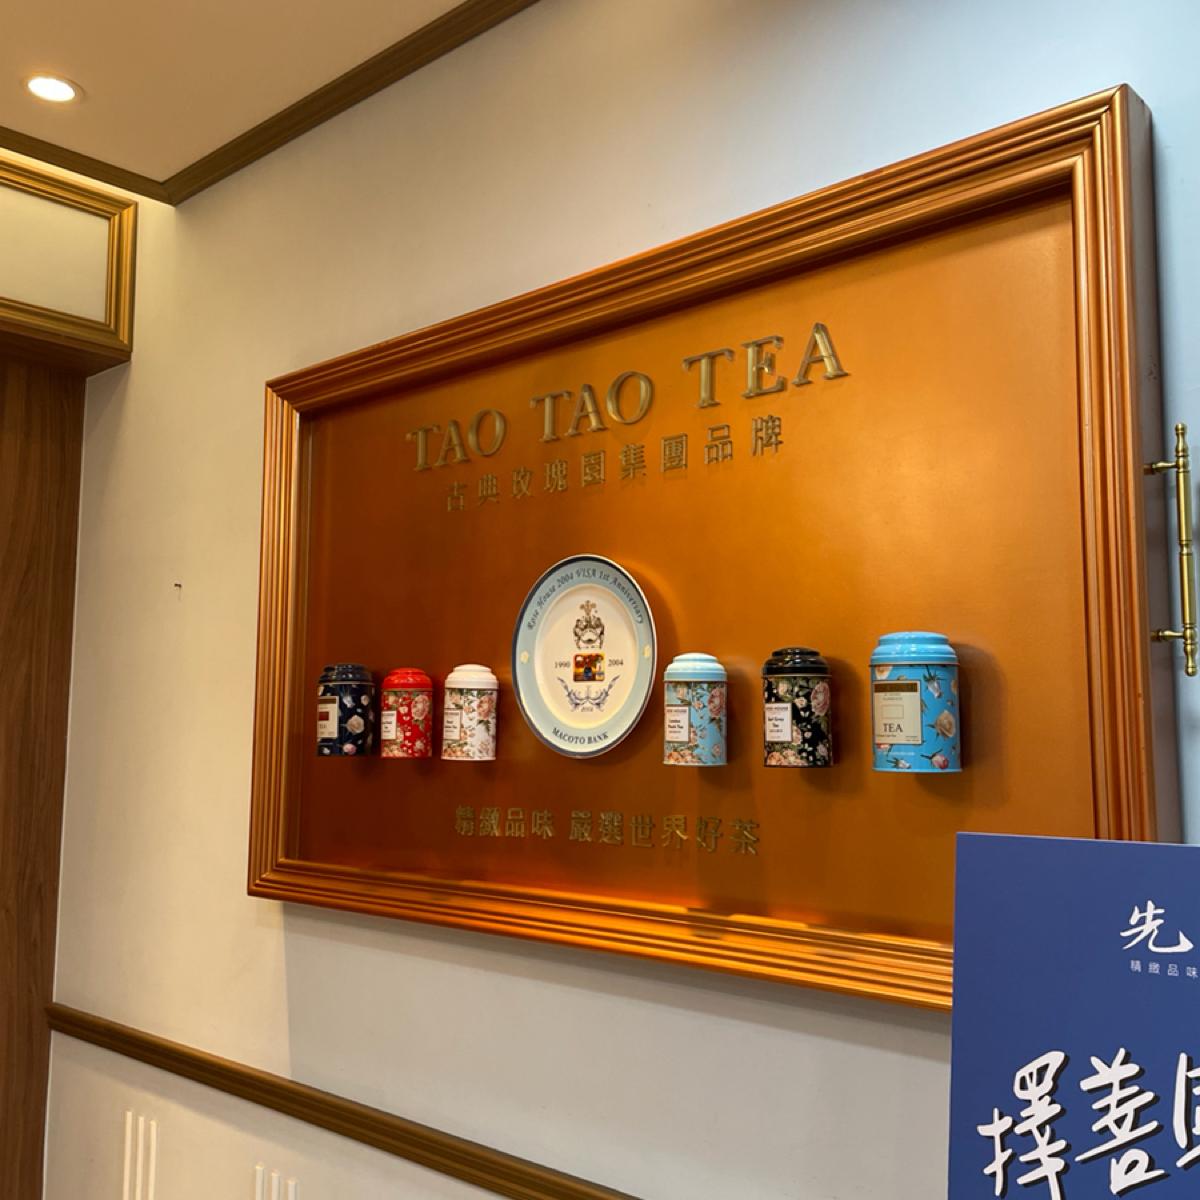 TAO TAO TEA
古典玫瑰園集團品牌
Rose House 2004 VISA 1st Anniversary
1990 2004
MACOTO BANK
TEA
TEA
精緻品味 嚴選世界好茶
先
精緻品味
擇善